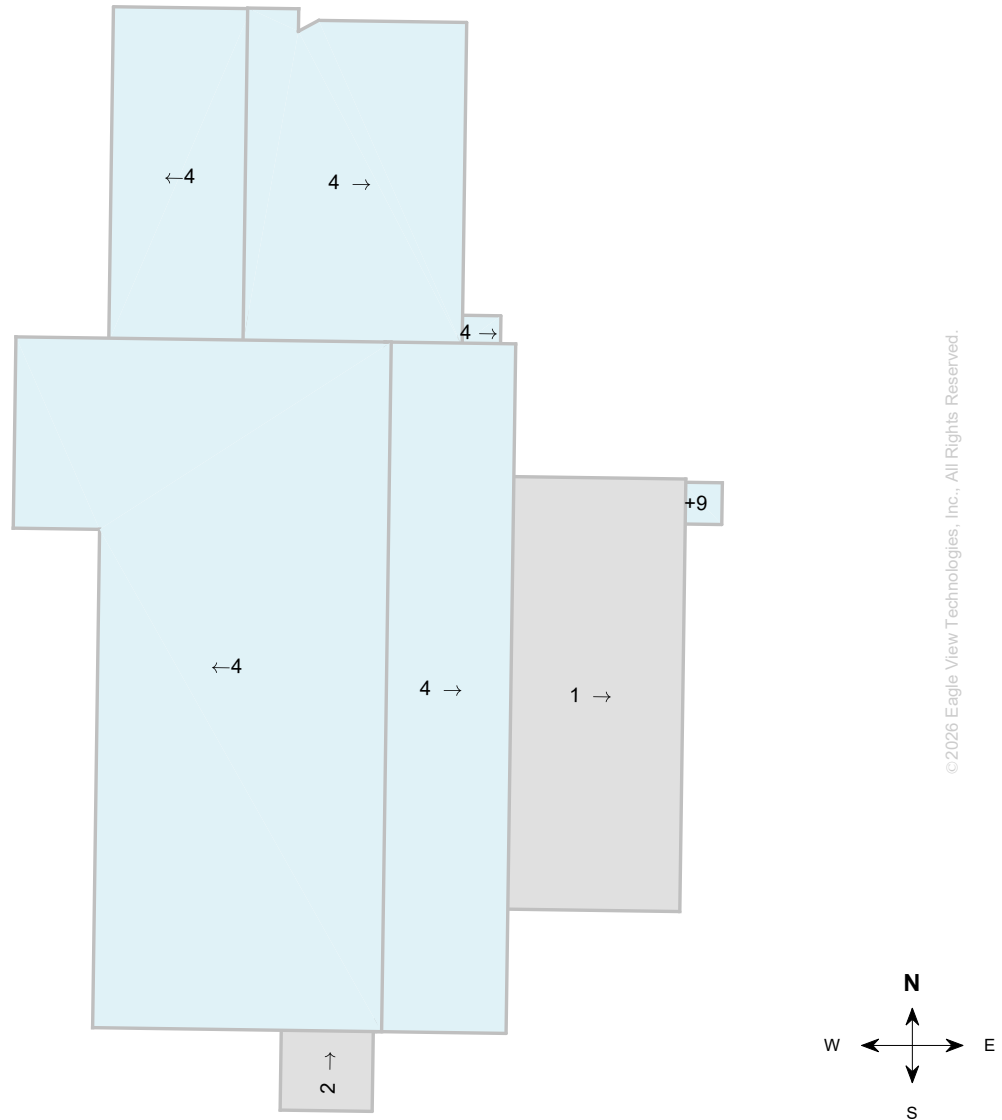 ←4
4 →
4 →
+9
←4
4 →
1 →
2 →
N
W
E
S
©2026 Eagle View Technologies, Inc., All Rights Reserved.